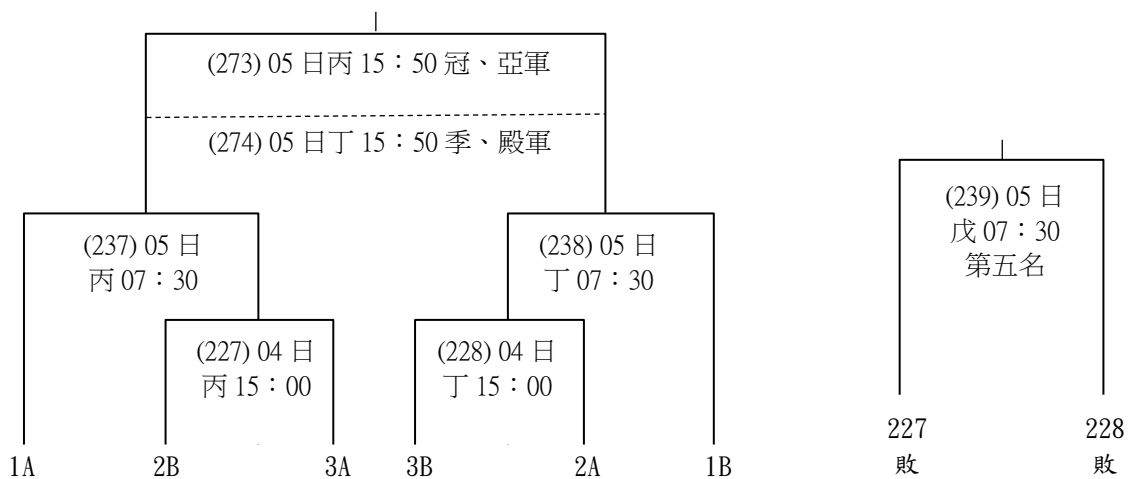 (273) 05 日丙 15：50 冠、亞軍
(274) 05 日丁 15：50 季、殿軍
(237) 05 日
丙 07：30
(238) 05 日
丁 07：30
(227) 04 日
丙 15：00
(228) 04 日
丁 15：00
1A
2B
3A
3B
2A
1B
(239) 05 日
戊 07：30
第五名
227
敗
228
敗